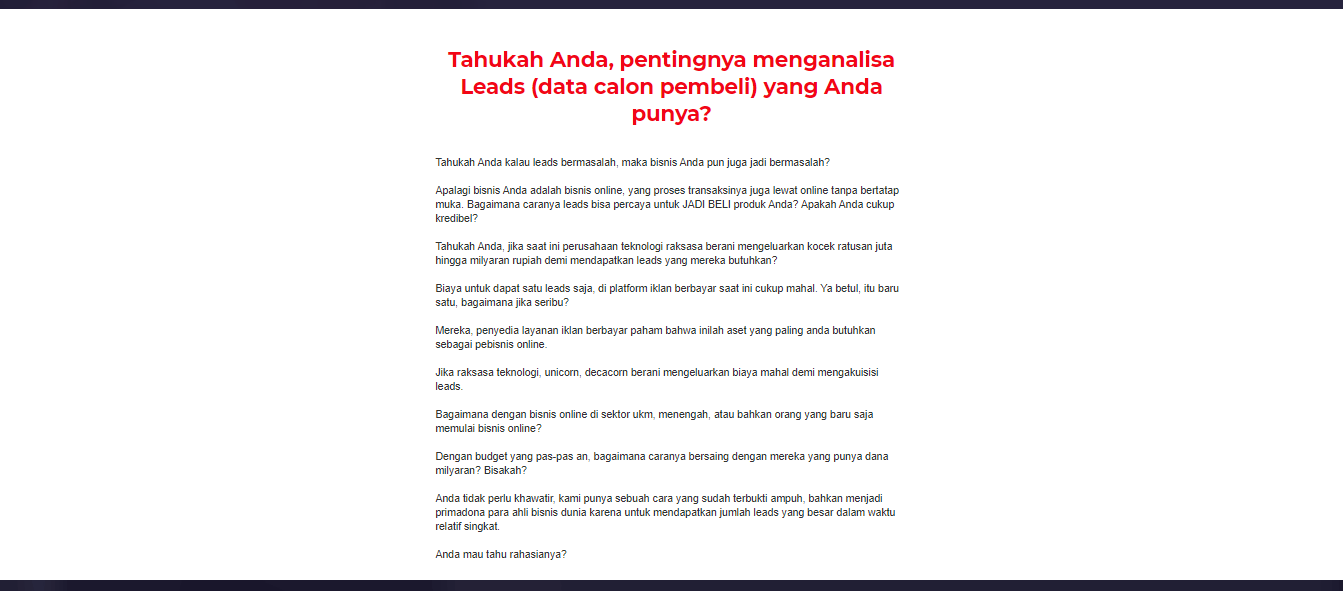 Tahukah Anda, pentingnya menganalisa
Leads (data calon pembeli) yang Anda
punya?
Tahukah Anda kalau leads bermasalah, maka bisnis Anda pun juga jadi bermasalah?
Apalagi bisnis Anda adalah bisnis online, yang proses transaksinya juga lewat online tanpa bertatap
muka. Bagaimana caranya leads bisa percaya untuk JADI BELI produk Anda? Apakah Anda cukup
kredibel?
Tahukah Anda, jika saat ini perusahaan teknologi raksasa berani mengeluarkan kocek ratusan juta
hingga milyaran rupiah demi mendapatkan leads yang mereka butuhkan?
Biaya untuk dapat satu leads saja, di platform iklan berbayar saat ini cukup mahal. Ya betul, itu baru
satu, bagaimana jika seribu?
Mereka, penyedia layanan iklan berbayar paham bahwa inilah aset yang paling anda butuhkan
sebagai pebisnis online.
Jika raksasa teknologi, unicorn, decacorn berani mengeluarkan biaya mahal demi mengakuisisi
leads.
Bagaimana dengan bisnis online di sektor ukm, menengah, atau bahkan orang yang baru saja
memulai bisnis online?
Dengan budget yang pas-pas an, bagaimana caranya bersaing dengan mereka yang punya dana
milyaran? Bisakah?
Anda tidak perlu khawatir, kami punya sebuah cara yang sudah terbukti ampuh, bahkan menjadi
primadona para ahli bisnis dunia karena untuk mendapatkan jumlah leads yang besar dalam waktu
relatif singkat.
Anda mau tahu rahasianya?